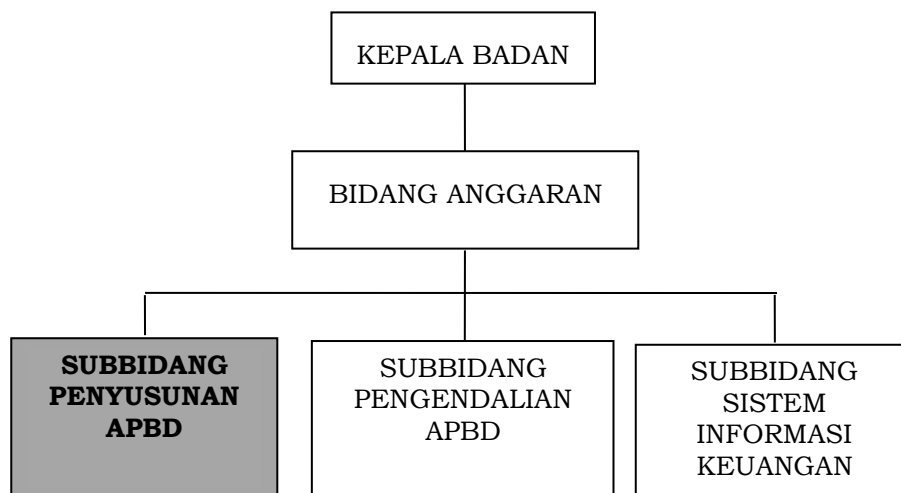 KEPALA BADAN
BIDANG ANGGARAN
SUBBIDANG
PENYUSUNAN
APBD
SUBBIDANG
PENGENDALIAN
APBD
SUBBIDANG
SISTEM
INFORMASI
KEUANGAN